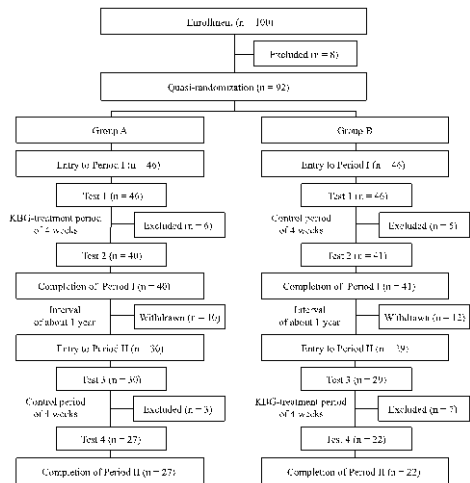 Enrollment (n = 100)
Excluded (n = 8)
Quasi-randomization (n = 92)
Group A
Entry to Period I (n = 46)
Test 1 (n = 46)
KBG-treatment period
of 4 weeks
Excluded (n = 6)
Test 2 (n = 40)
Completion of Period I (n = 40)
Interval
of about 1 year
Withdrawn (n = 10)
Entry to Period II (n = 30)
Test 3 (n = 30)
Control period
of 4 weeks
Excluded (n = 3)
Test 4 (n = 27)
Completion of Period II (n = 27)
Group B
Entry to Period I (n = 46)
Test 1 (n = 46)
Control period
of 4 weeks
Excluded (n = 5)
Test 2 (n = 41)
Completion of Period I (n = 41)
Interval
of about 1 year
Withdrawn (n = 12)
Entry to Period II (n = 29)
Test 3 (n = 29)
KBG-treatment period
of 4 weeks
Excluded (n = 7)
Test 4 (n = 22)
Completion of Period II (n = 22)